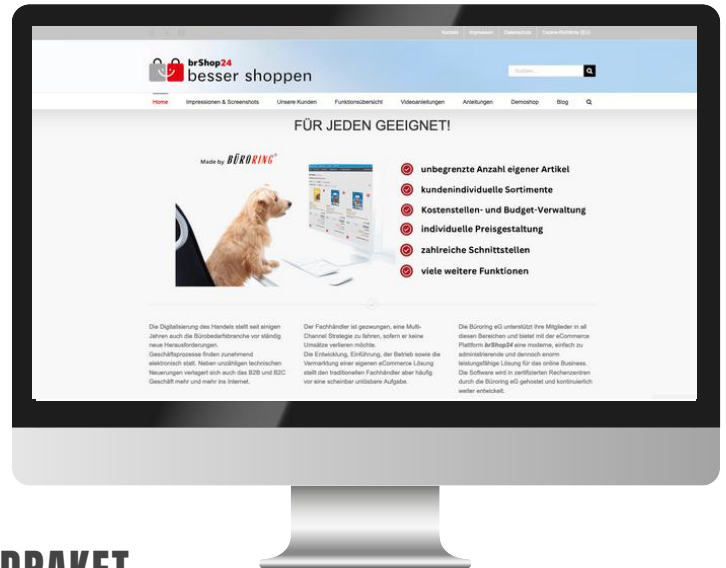 Kontakt Impressum Datenschutz Cookie-Richtlinie (EU)
brShop24
besser shoppen
Suchen...
Home Impressionen & Screenshots Unsere Kunden Funktionsübersicht Videoanleitungen Anleitungen Demoshop Blog
FÜR JEDEN GEEIGNET!
Made by BÜRORING®
unbegrenzte Anzahl eigener Artikel
kundenindividuelle Sortimente
Kostenstellen- und Budget-Verwaltung
individuelle Preisgestaltung
zahlreiche Schnittstellen
viele weitere Funktionen
Die Digitalisierung des Handels stellt seit einigen
Jahren auch die Bürobedarfsbranche vor ständig
neue Herausforderungen.
Geschäftsprozesse finden zunehmend
elektronisch statt. Neben unzähligen technischen
Neuerungen verlagert sich auch das B2B und B2C
Geschäft mehr und mehr ins Internet.
Der Fachhändler ist gezwungen, eine Multi-
Channel Strategie zu fahren, sofern er keine
Umsätze verlieren möchte.
Die Entwicklung, Einführung, der Betrieb sowie die
Vermarktung einer eigenen eCommerce Lösung
stellt den traditionellen Fachhändler aber häufig
vor eine scheinbar unlösbare Aufgabe.
Die Büroring eG unterstützt ihre Mitglieder in all
diesen Bereichen und bietet mit der eCommerce
Plattform brShop24 eine moderne, einfach zu
administrierende und dennoch enorm
leistungsfähige Lösung für das online Business.
Die Software wird in zertifizierten Rechenzentren
durch die Büroring eG gehostet und kontinuierlich
weiter entwickelt.